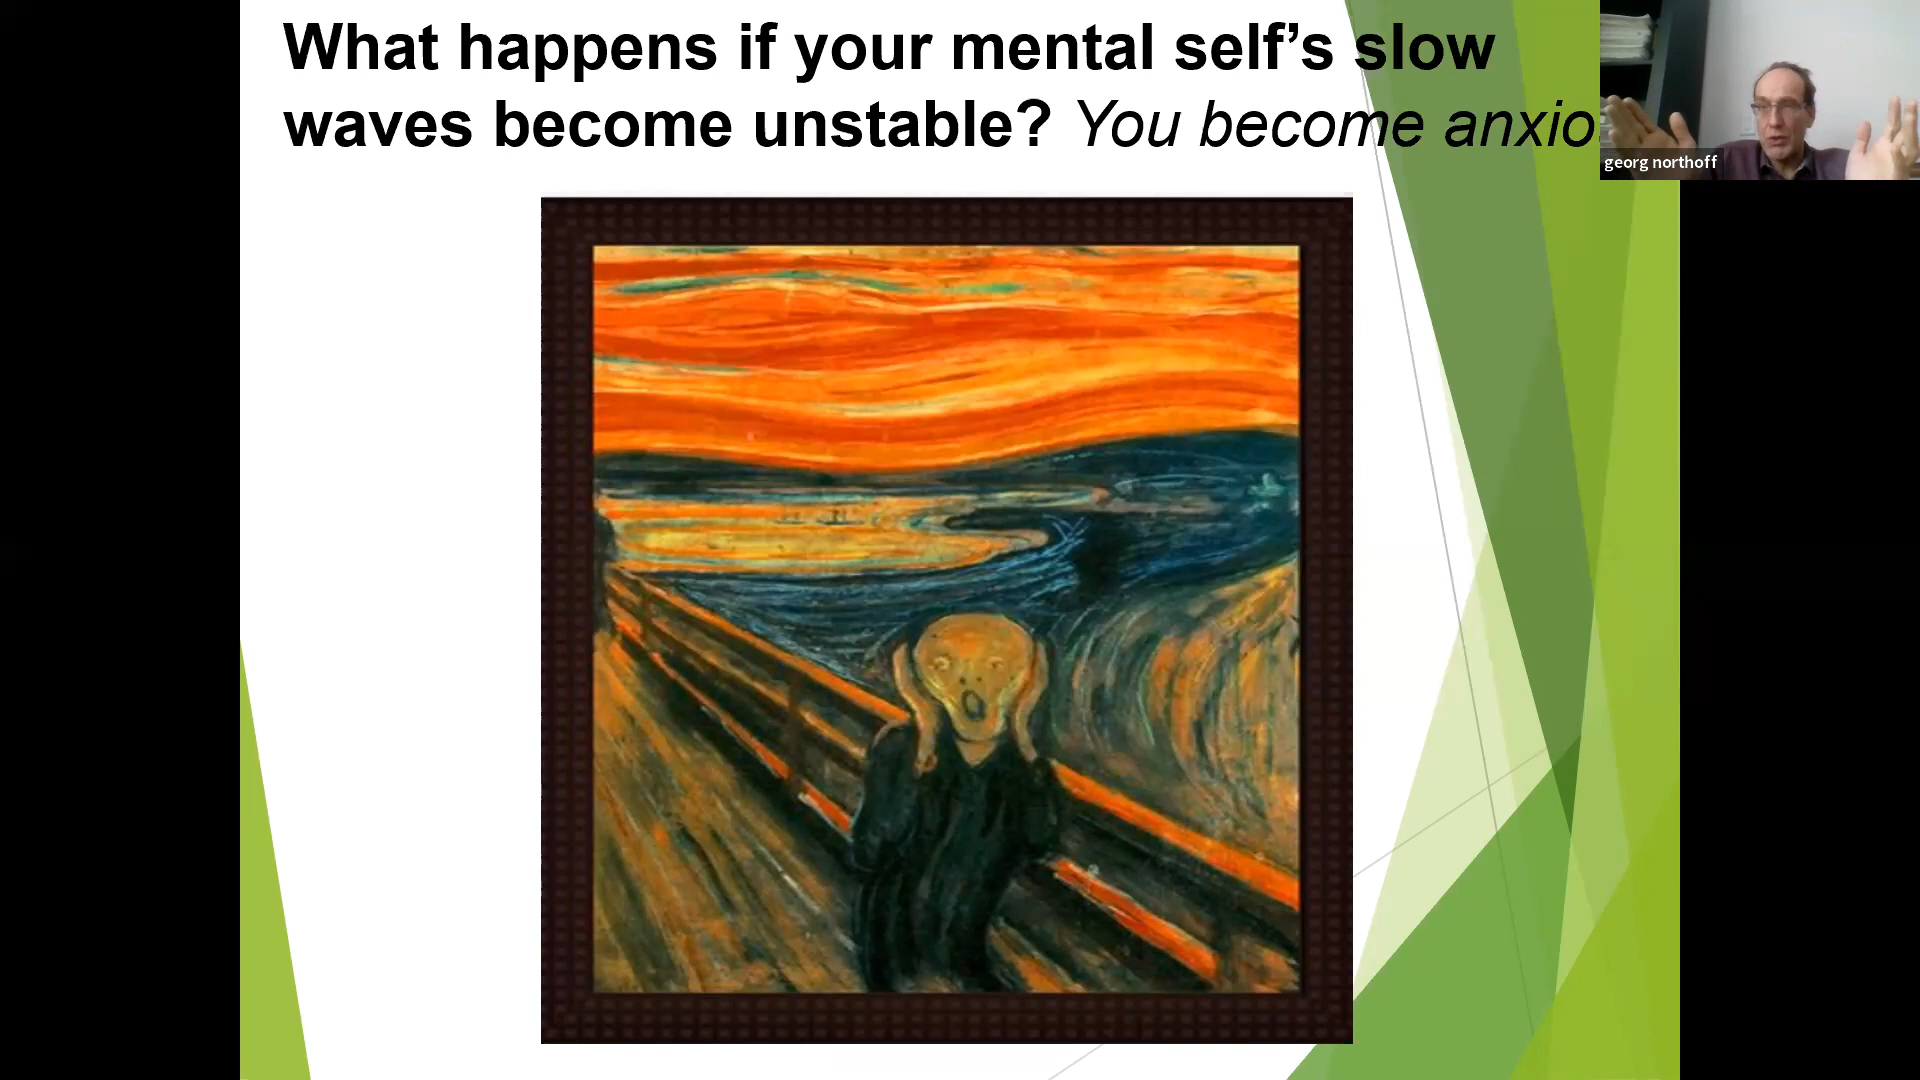 What happens if your mental self’s slow
waves become unstable? You become anxio
georg northoff